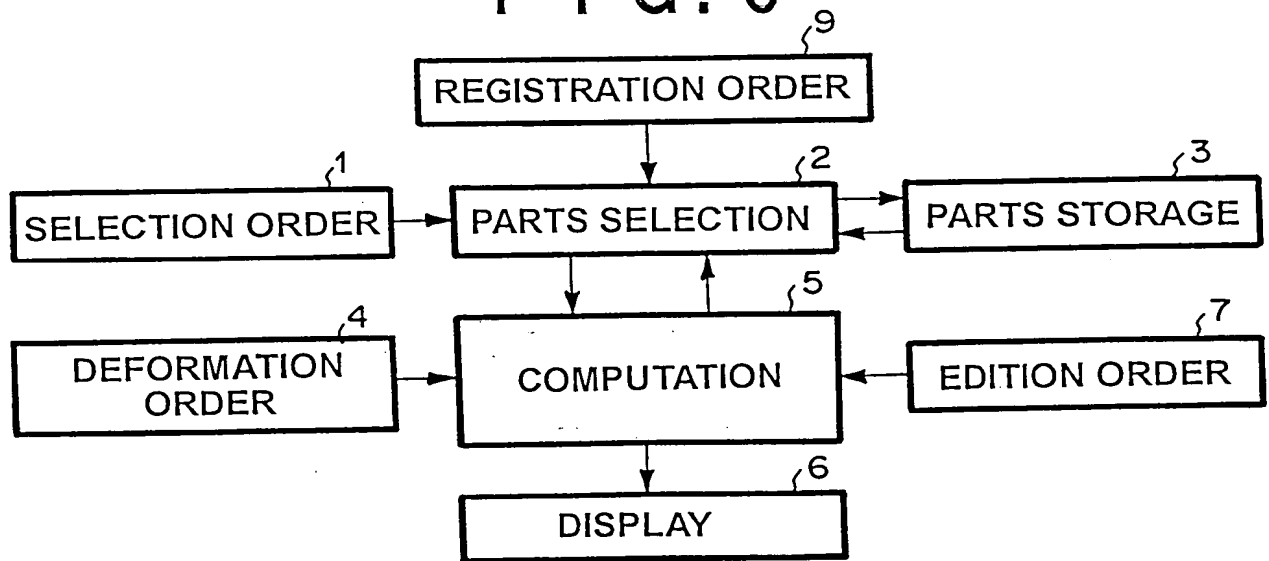 9
REGISTRATION ORDER
1
2
3
SELECTION ORDER
PARTS SELECTION
PARTS STORAGE
4
5
7
DEFORMATION
ORDER
COMPUTATION
EDITION ORDER
6
DISPLAY